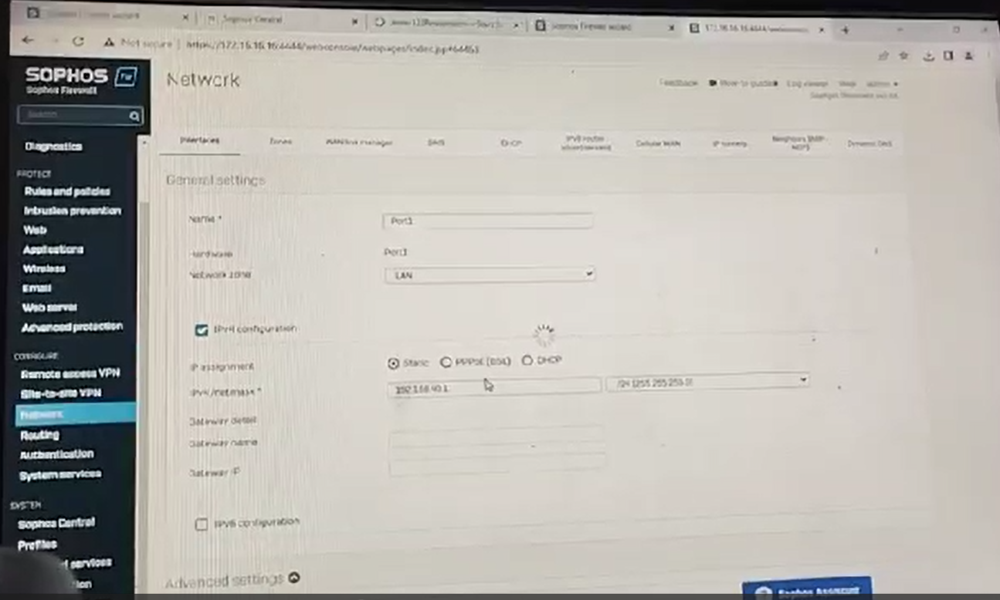 Sophos Central
Sophos Firewall wizard
Not secure | https://172.16.16.16:4444/webconsole/webpages/index.jsp#64463
SOPHOS
Sophos Firewall
Search
Network
Feedback How-to guides Log viewer Help admin
Interfaces Zones WAN link manager DNS DHCP IPv6 router advertisement Cellular WAN IP tunnels Neighbors (ARP-NDP) Dynamic DNS
Diagnostics
PROTECT
Rules and policies
Intrusion prevention
Web
Applications
Wireless
Email
Web server
Advanced protection
CONFIGURE
Remote access VPN
Site-to-site VPN
Network
Routing
Authentication
System services
SYSTEM
Sophos Central
Profiles
services
General settings
Name * Port1
Hardware Port1
Network zone LAN
IPv4 configuration
IP assignment Static PPPoE (DSL) DHCP
IPv4/netmask * 192.168.40.1 /24 (255.255.255.0)
Gateway detail
Gateway name
Gateway IP
IPv6 configuration
Advanced settings
Sophos Assistant